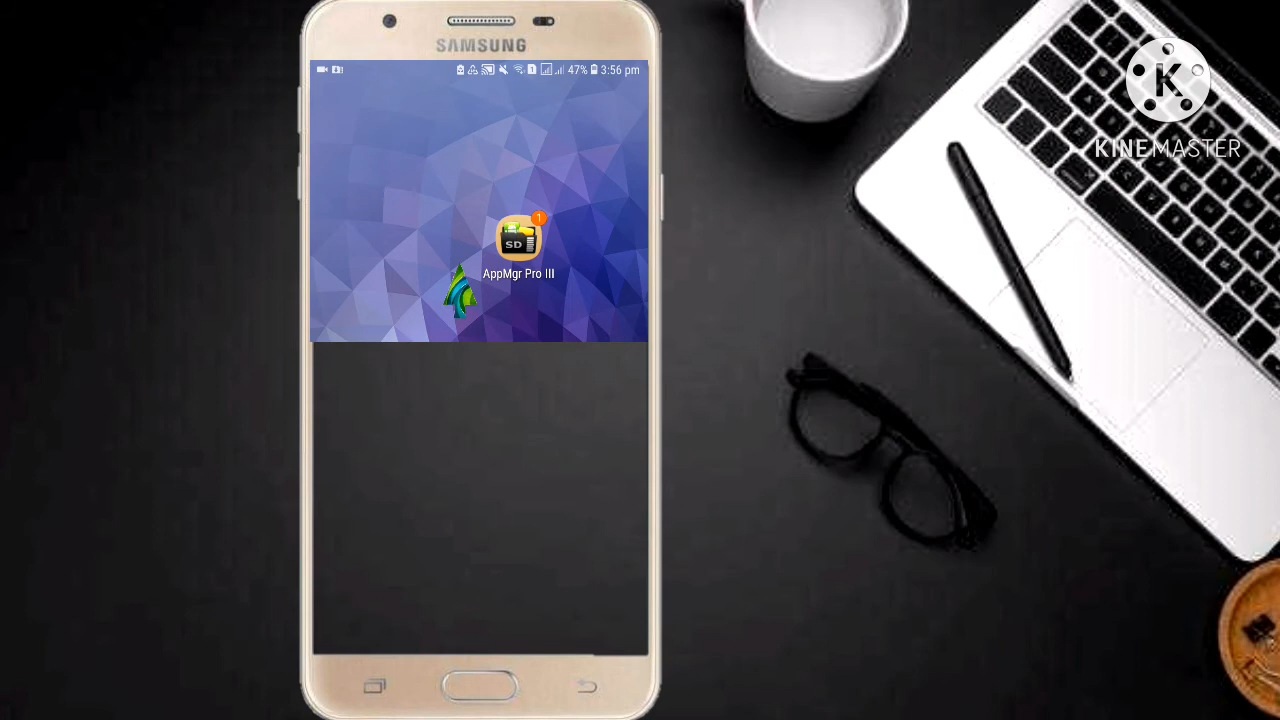 SAMSUNG
47% 3:56 pm
1
SD
AppMgr Pro III
K
KINEMASTER